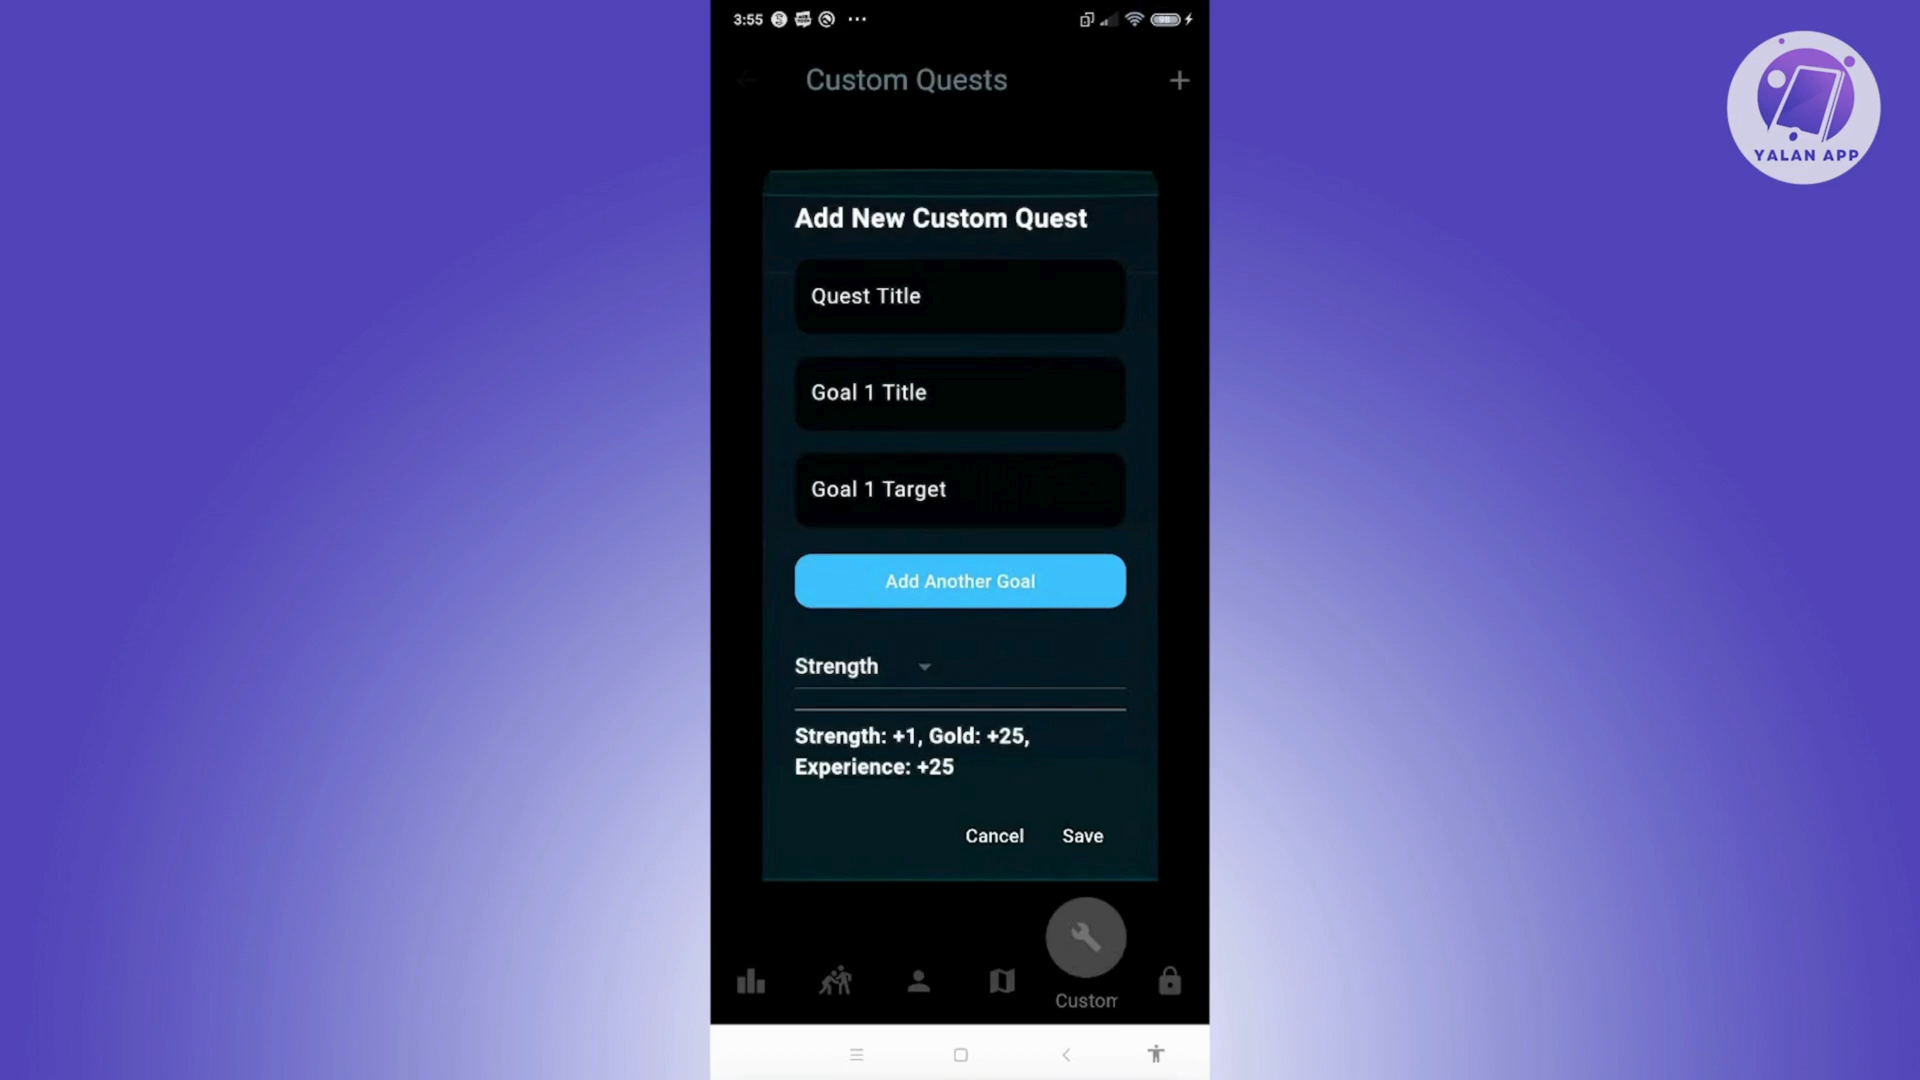 3:55
Custom Quests
YALAN APP
Add New Custom Quest
Quest Title
Goal 1 Title
Goal 1 Target
Add Another Goal
Strength
Strength: +1, Gold: +25,
Experience: +25
Cancel Save
Custom